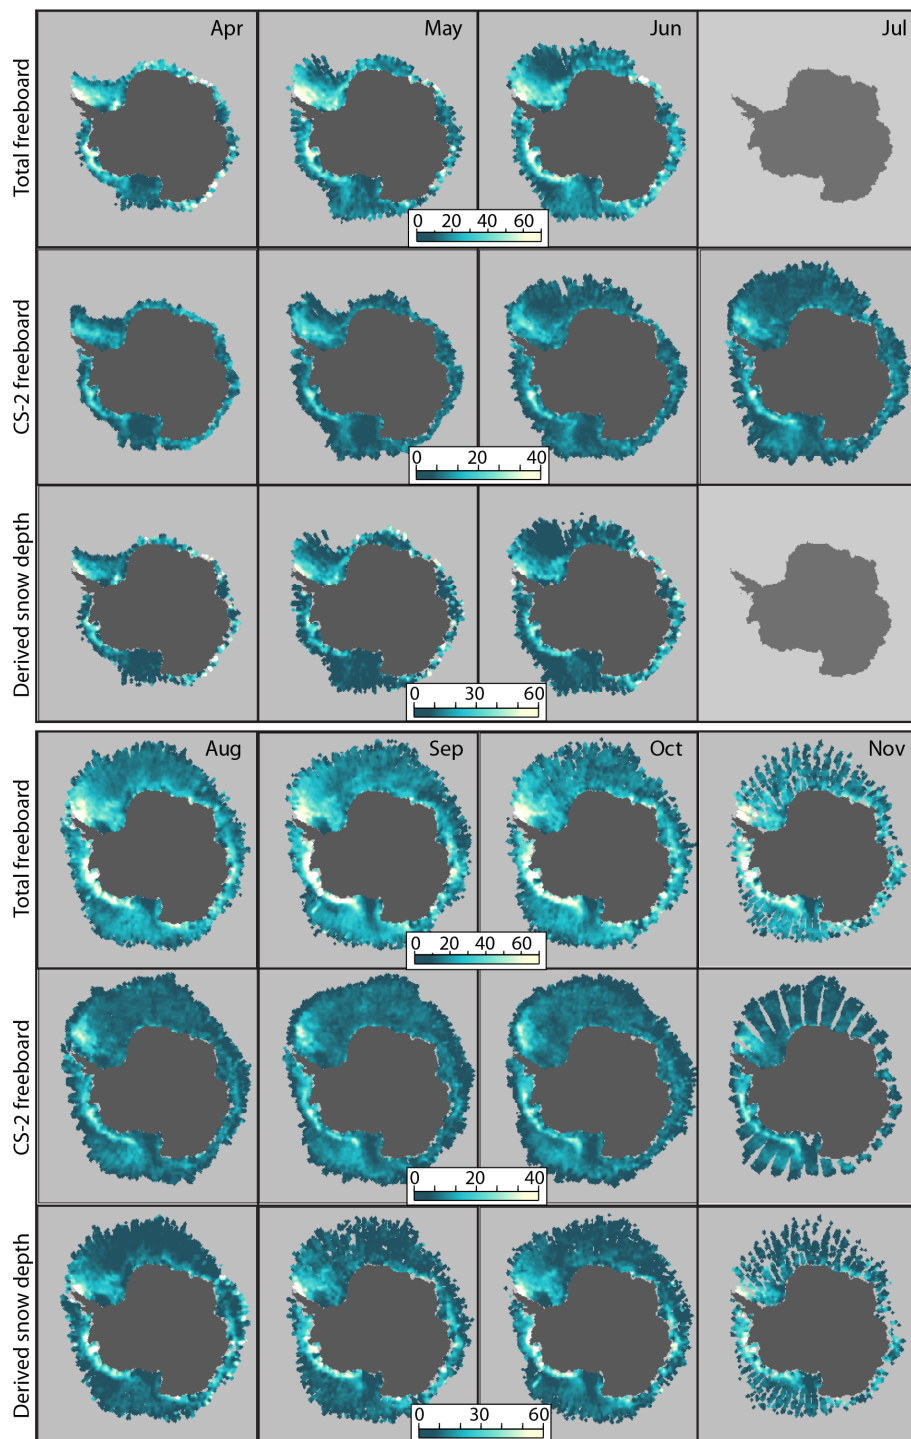 Apr May Jun Jul
Total freeboard
0 20 40 60
CS-2 freeboard
0 20 40
Derived snow depth
0 30 60
Aug Sep Oct Nov
Total freeboard
0 20 40 60
CS-2 freeboard
0 20 40
Derived snow depth
0 30 60